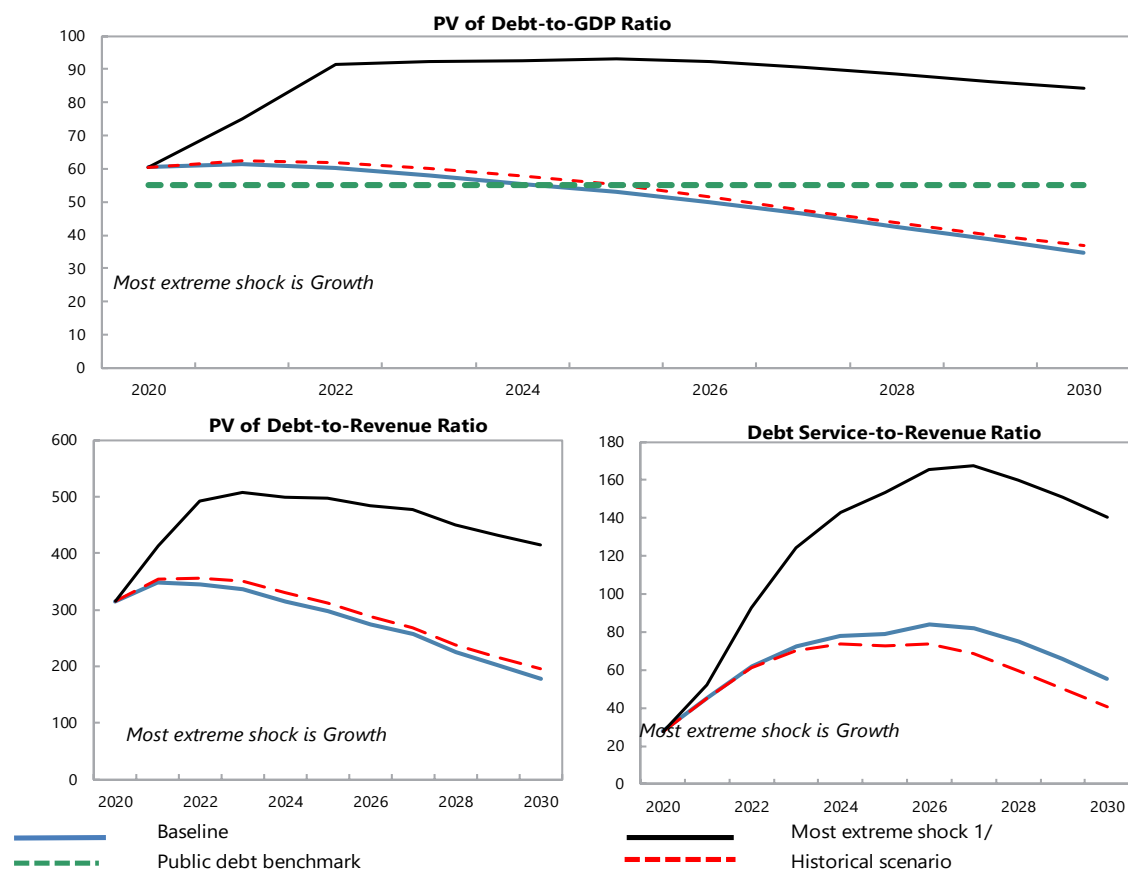 PV of Debt-to-GDP Ratio
100
90
80
70
60
50
40
30
20
10
0
Most extreme shock is Growth
2020 2022 2024 2026 2028 2030
PV of Debt-to-Revenue Ratio
600
500
400
300
200
100
0
Most extreme shock is Growth
2020 2022 2024 2026 2028 2030
Debt Service-to-Revenue Ratio
180
160
140
120
100
80
60
40
20
0
Most extreme shock is Growth
2020 2022 2024 2026 2028 2030
Baseline
Public debt benchmark
Most extreme shock 1/
Historical scenario